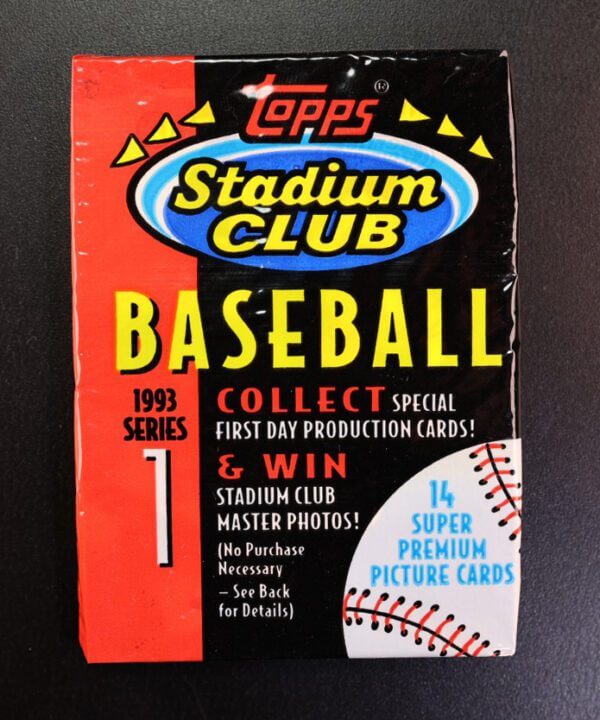 TOPPS ®
Stadium
CLUB
BASEBALL
1993
SERIES
1
COLLECT SPECIAL
FIRST DAY PRODUCTION CARDS!
& WIN
STADIUM CLUB
MASTER PHOTOS!
(No Purchase
Necessary
– See Back
for Details)
14
SUPER
PREMIUM
PICTURE CARDS